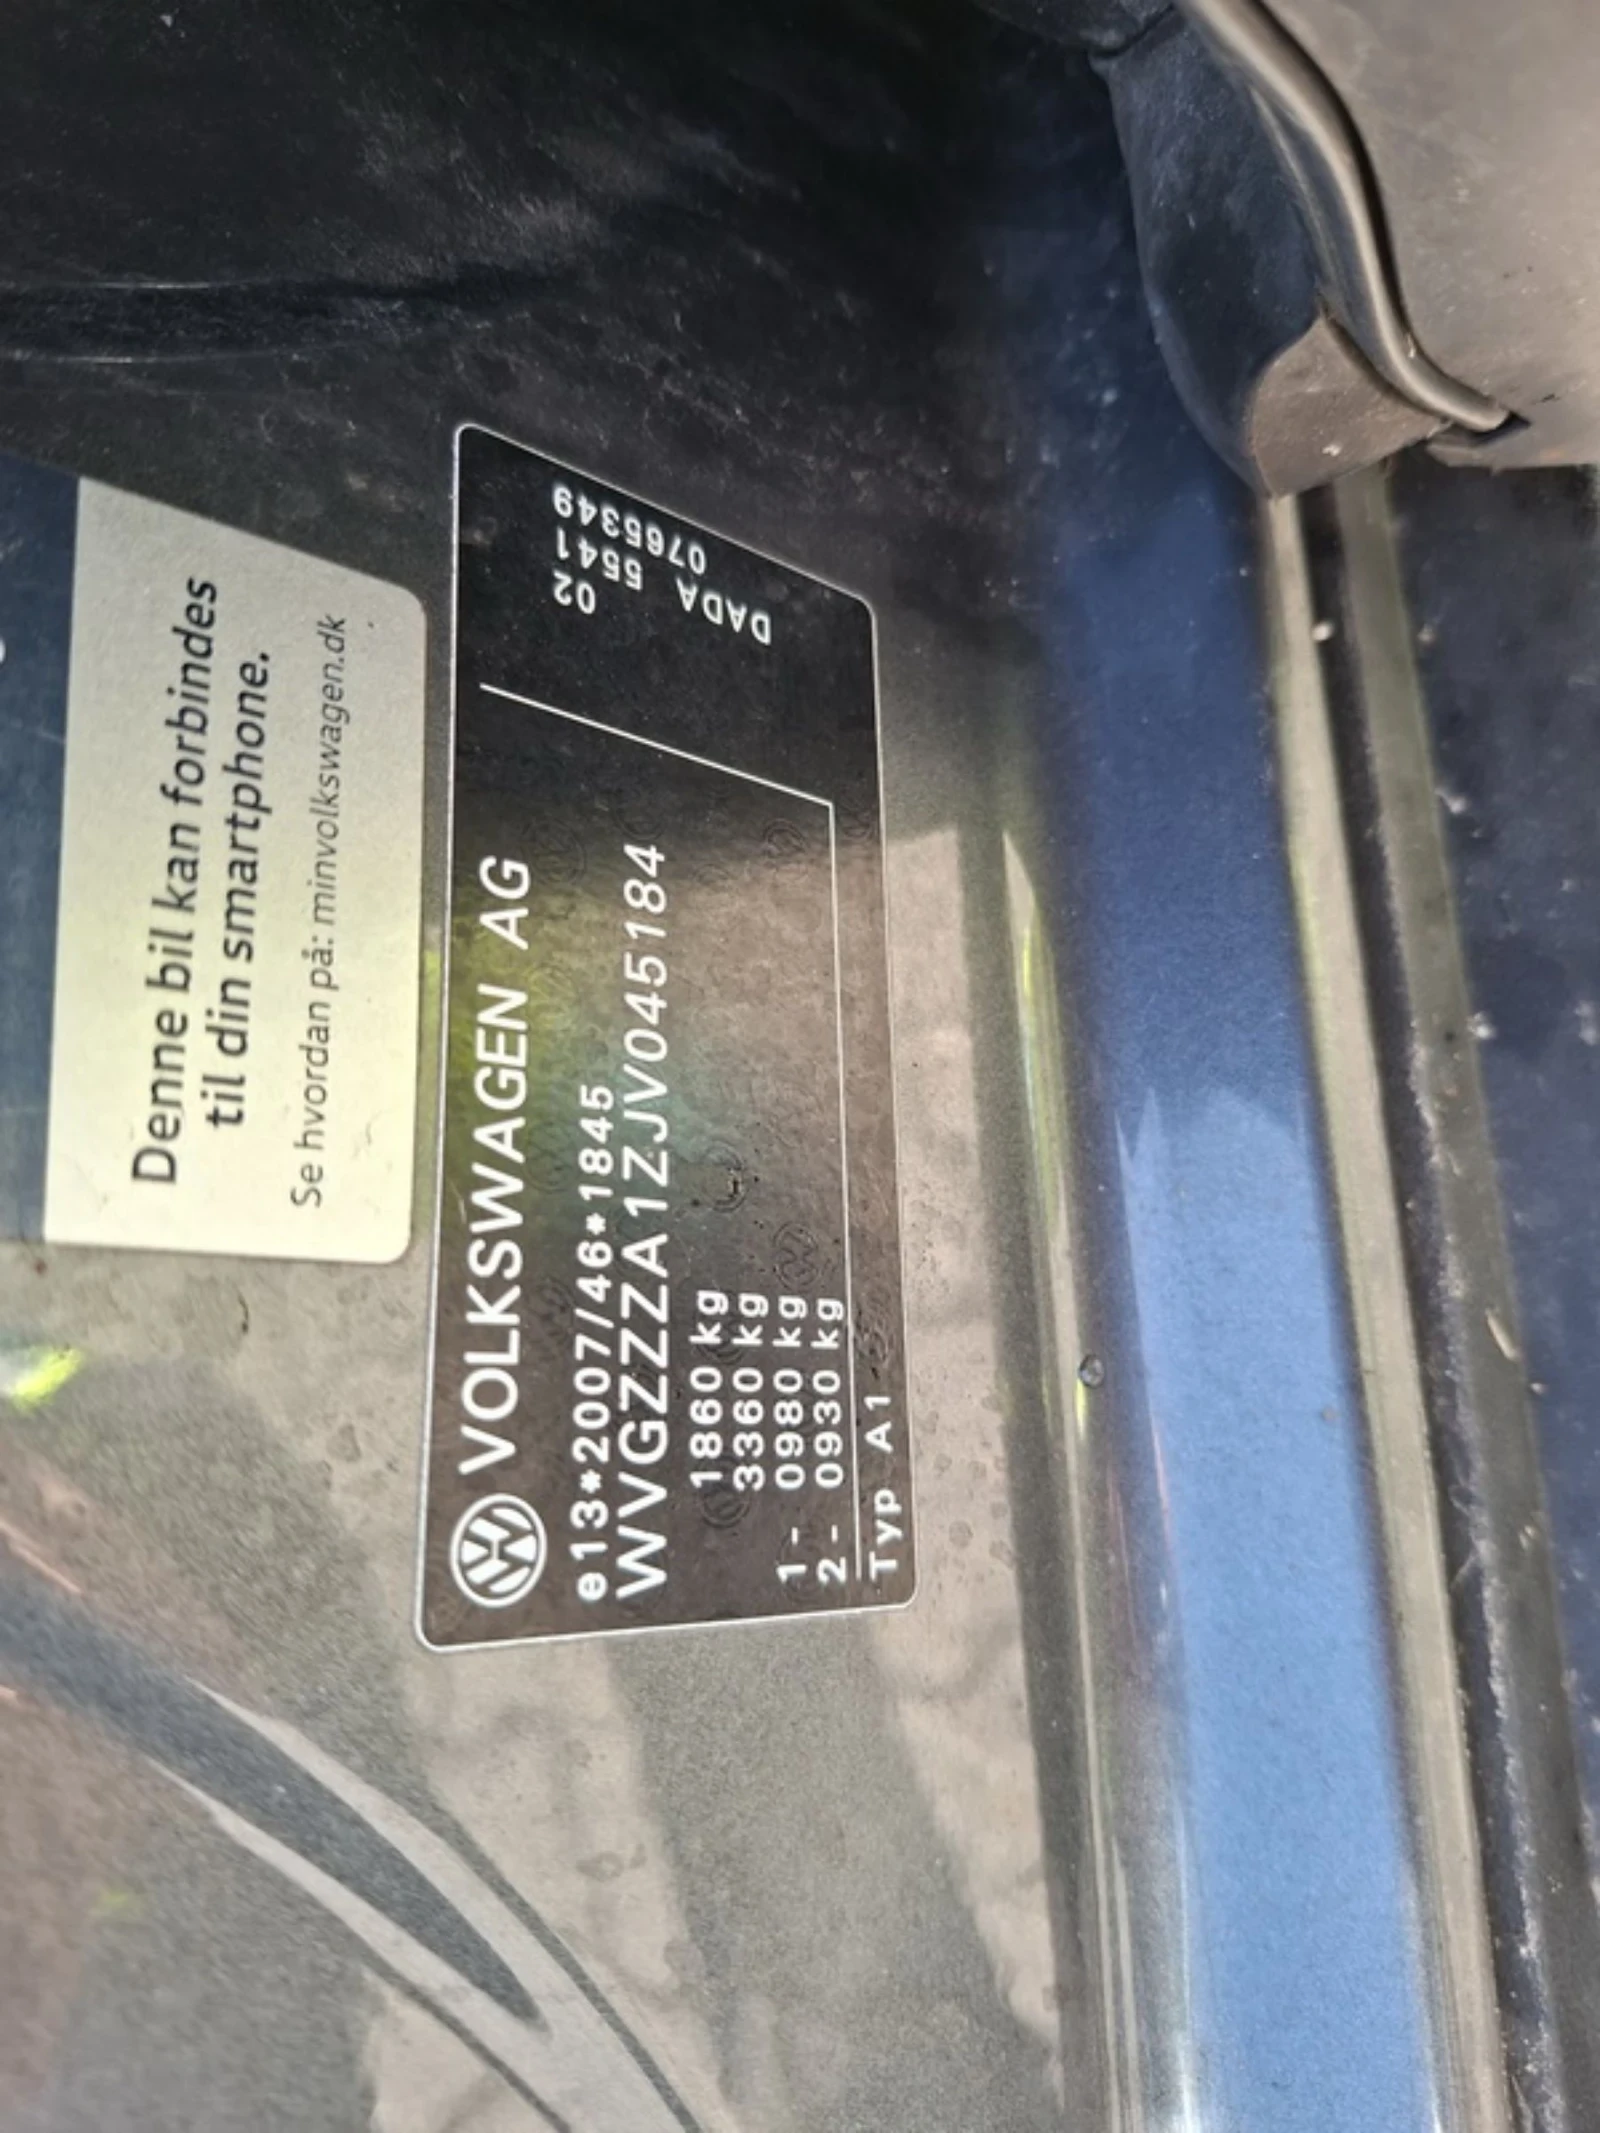 Denne bil kan forbindes
til din smartphone.
Se hvordan på: minvolkswagen.dk
VOLKSWAGEN AG
e13*2007/46*1845
WVGZZZA1ZJV045184
1860 kg
3360 kg
1- 0980 kg
2- 0930 kg
Typ A1
02 5541 0765349
DADA